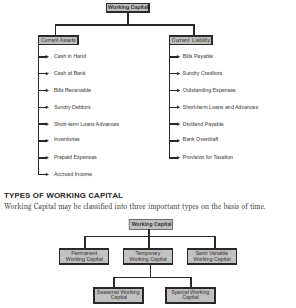 Working Capital
Current Assets
Current Liability
Cash in Hand
Cash at Bank
Bills Receivable
Sundry Debtors
Short-term Loans Advances
Inventories
Prepaid Expenses
Accrued Income
Bills Payable
Sundry Creditors
Outstanding Expenses
Short-term Loans and Advances
Dividend Payable
Bank Overdraft
Provision for Taxation
TYPES OF WORKING CAPITAL
Working Capital may be classified into three important types on the basis of time.
Working Capital
Permanent
Working Capital
Temporary
Working Capital
Semi Variable
Working Capital
Seasonal Working
Capital
Special Working
Capital